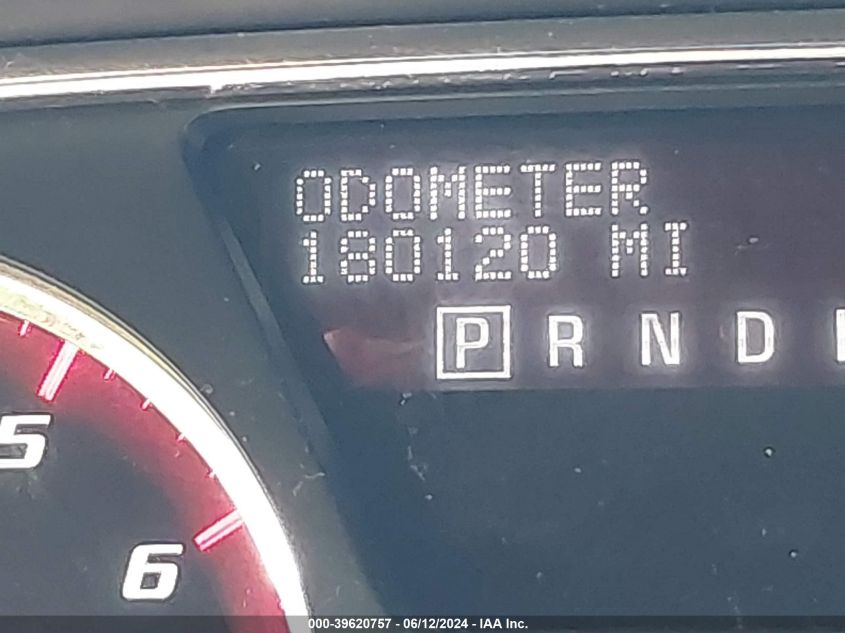 ODOMETER
180120 MI
P R N D
5
6
000-39620757 - 06/12/2024 - IAA Inc.